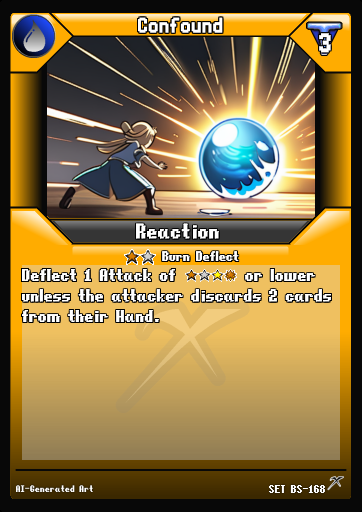 Confound
3
Reaction
Burn Deflect
Deflect 1 Attack of or lower
unless the attacker discards 2 cards
from their Hand.
AI-Generated Art
SET BS-168